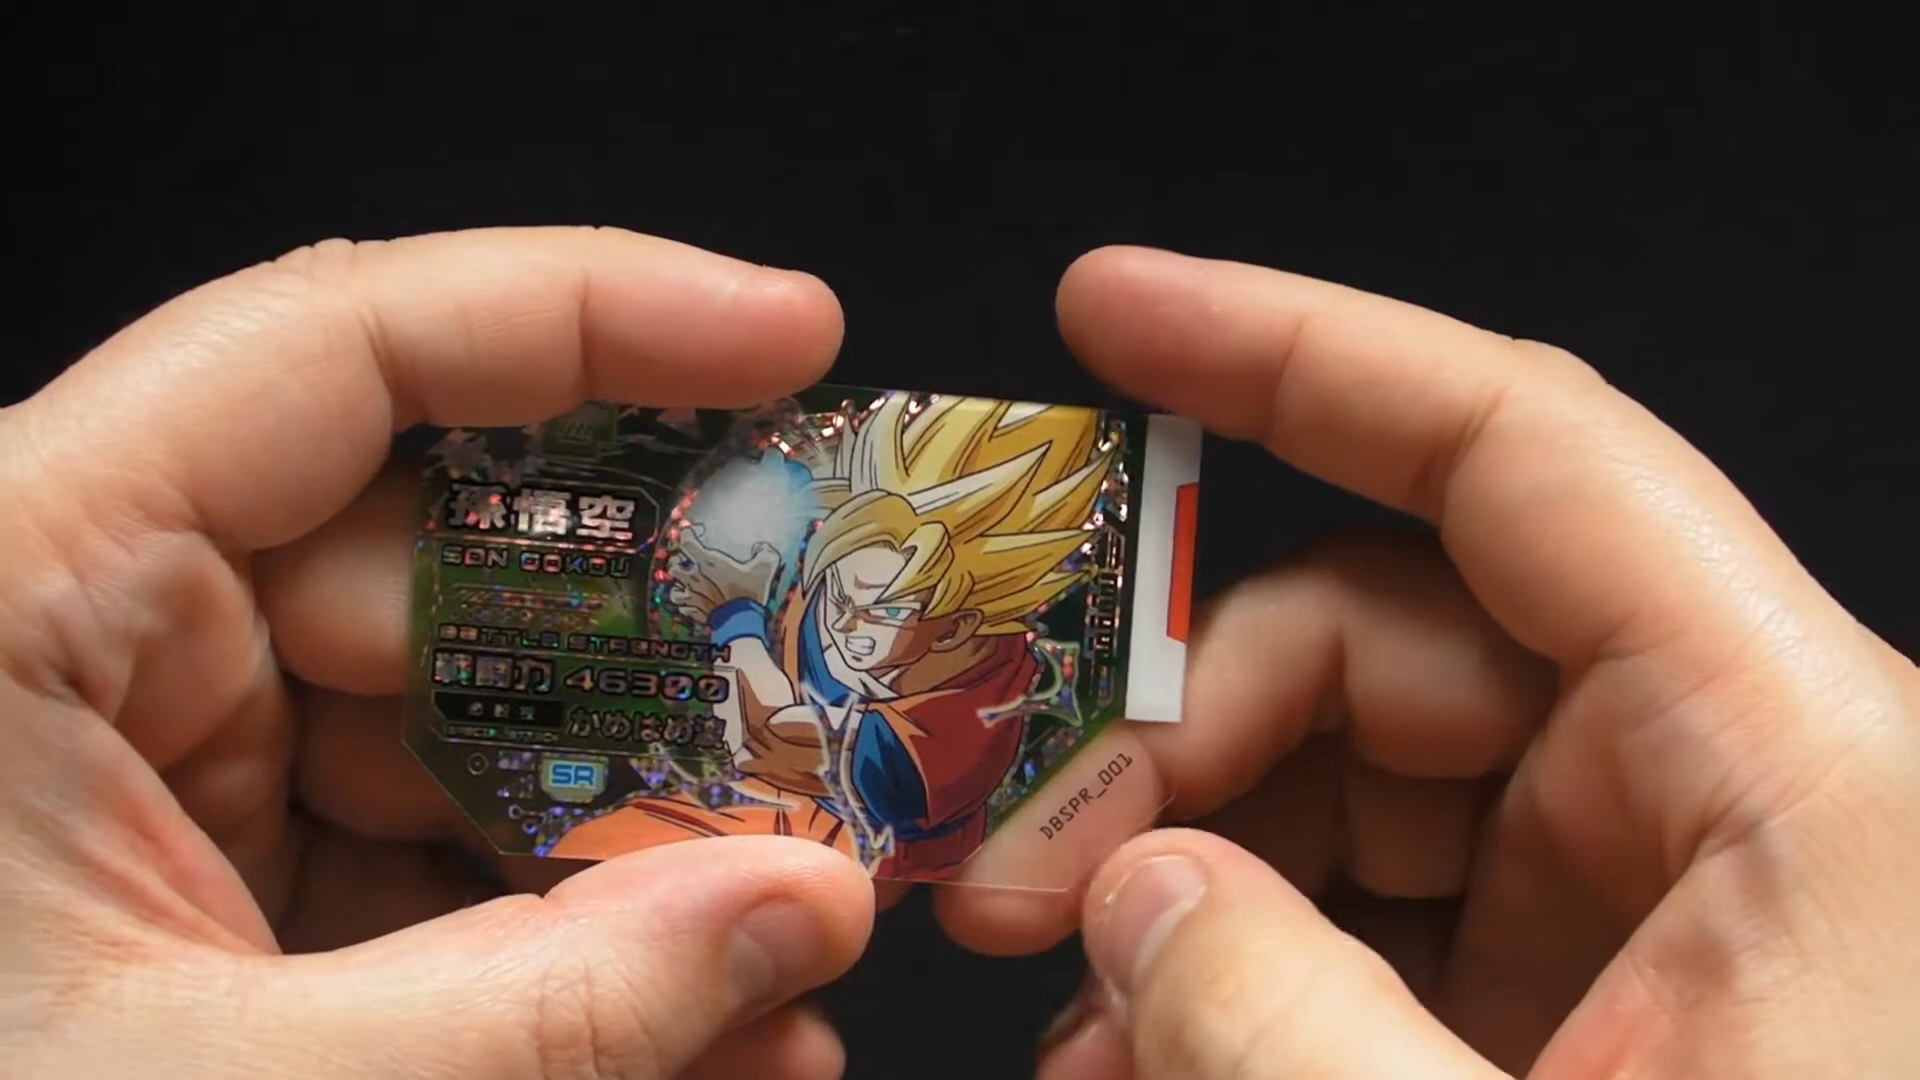 孫悟空
SON GOKOU
BATTLE STRENGTH
戦闘力 46300
必殺技 かめはめ波
SPECIAL ATTACK
SR
DBSPR_001